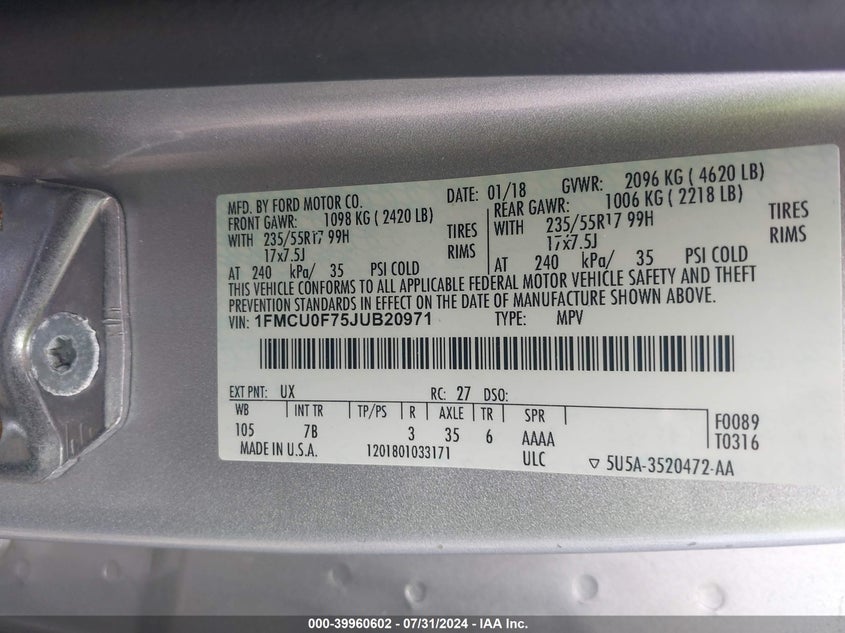 MFD. BY FORD MOTOR CO. DATE: 01/18 GVWR: 2096 KG ( 4620 LB)
FRONT GAWR: 1098 KG ( 2420 LB) REAR GAWR: 1006 KG ( 2218 LB)
WITH 235/55R17 99H TIRES WITH 235/55R17 99H TIRES
17x7.5J RIMS 17x7.5J RIMS
AT 240 kPa/ 35 PSI COLD AT 240 kPa/ 35 PSI COLD
THIS VEHICLE CONFORMS TO ALL APPLICABLE FEDERAL MOTOR VEHICLE SAFETY AND THEFT
PREVENTION STANDARDS IN EFFECT ON THE DATE OF MANUFACTURE SHOWN ABOVE.
VIN: 1FMCU0F75JUB20971 TYPE: MPV
EXT PNT: UX RC: 27 DSO:
WB INT TR TP/PS R AXLE TR SPR F0089
105 7B 3 35 6 AAAA T0316
MADE IN U.S.A. 1201801033171 ULC ▽ 5U5A-3520472-AA
000-39960602 - 07/31/2024 - IAA Inc.